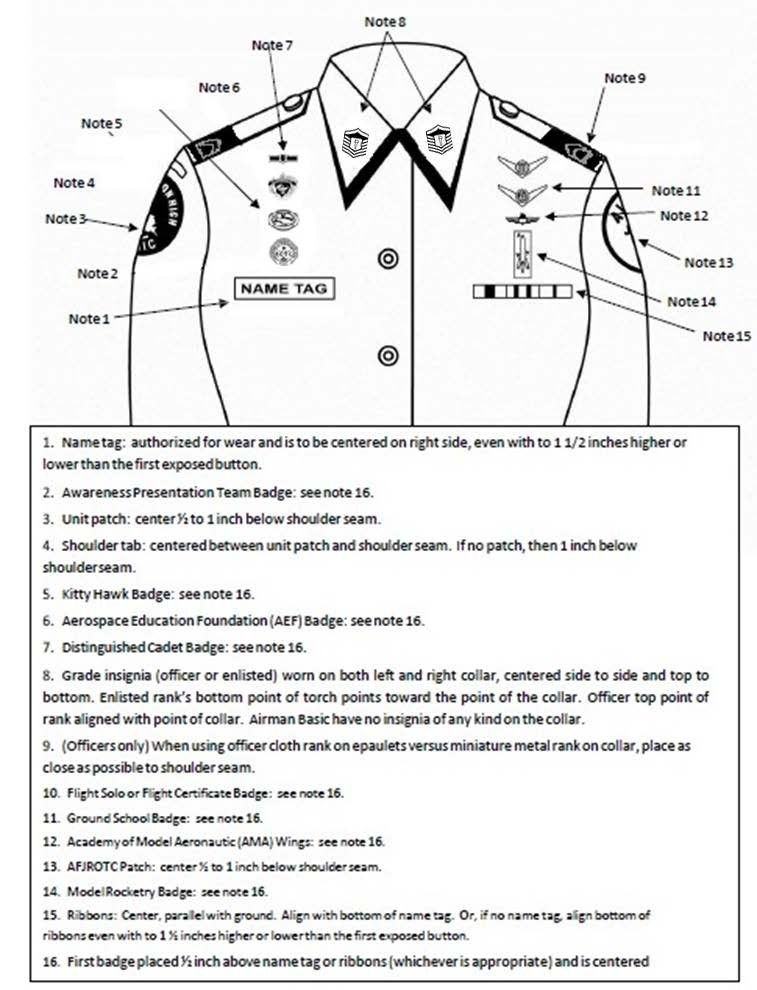 Note 8
Note 7
Note 9
Note 6
Note 5
Note 4
Note 11
Note 3
Note 12
ON HIGH
IC
Note 13
Note 2
NAME TAG
Note 14
Note 1
Note 15
1. Name tag: authorized for wear and is to be centered on right side, even with to 1 1/2 inches higher or
lower than the first exposed button.
2. Awareness Presentation Team Badge: see note 16.
3. Unit patch: center ½ to 1 inch below shoulder seam.
4. Shoulder tab: centered between unit patch and shoulder seam. If no patch, then 1 inch below
shoulder seam.
5. Kitty Hawk Badge: see note 16.
6. Aerospace Education Foundation (AEF) Badge: see note 16.
7. Distinguished Cadet Badge: see note 16.
8. Grade insignia (officer or enlisted) worn on both left and right collar, centered side to side and top to
bottom. Enlisted rank's bottom point of torch points toward the point of the collar. Officer top point of
rank aligned with point of collar. Airman Basic have no insignia of any kind on the collar.
9. (Officers only) When using officer cloth rank on epaulets versus miniature metal rank on collar, place as
close as possible to shoulder seam.
10. Flight Solo or Flight Certificate Badge: see note 16.
11. Ground School Badge: see note 16.
12. Academy of Model Aeronautic (AMA) Wings: see note 16.
13. AFJROTC Patch: center ½ to 1 inch below shoulder seam.
14. Model Rocketry Badge: see note 16.
15. Ribbons: Center, parallel with ground. Align with bottom of name tag. Or, if no name tag, align bottom of
ribbons even with to 1 ½ inches higher or lower than the first exposed button.
16. First badge placed ½ inch above name tag or ribbons (whichever is appropriate) and is centered